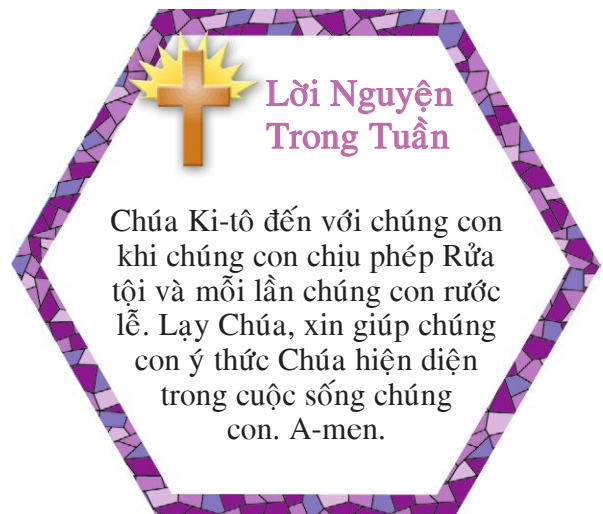 Lời Nguyện
Trong Tuần
Chúa Ki-tô đến với chúng con
khi chúng con chịu phép Rửa
tội và mỗi lần chúng con rước
lễ. Lạy Chúa, xin giúp chúng
con ý thức Chúa hiện diện
trong cuộc sống chúng
con. A-men.